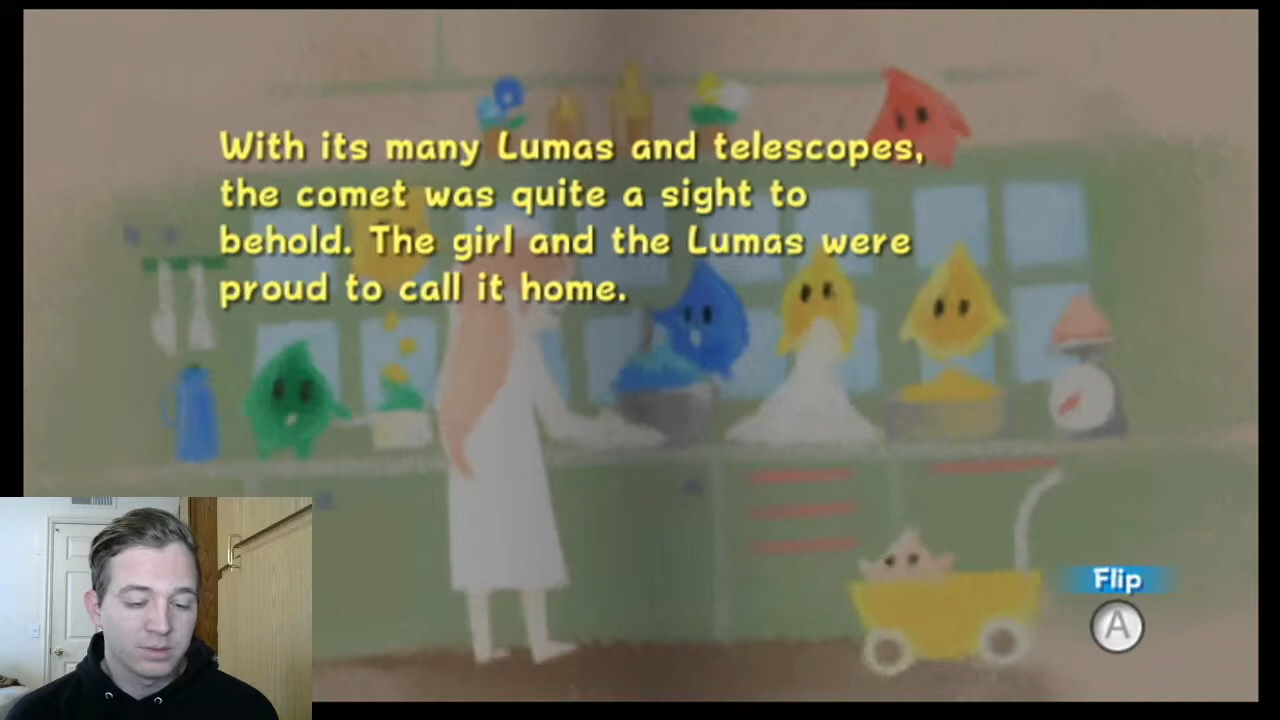 With its many Lumas and telescopes,
the comet was quite a sight to
behold. The girl and the Lumas were
proud to call it home.
Flip
A